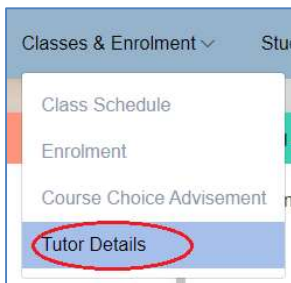 Classes & Enrolment Stu
Class Schedule
Enrolment
Course Choice Advisement
Tutor Details